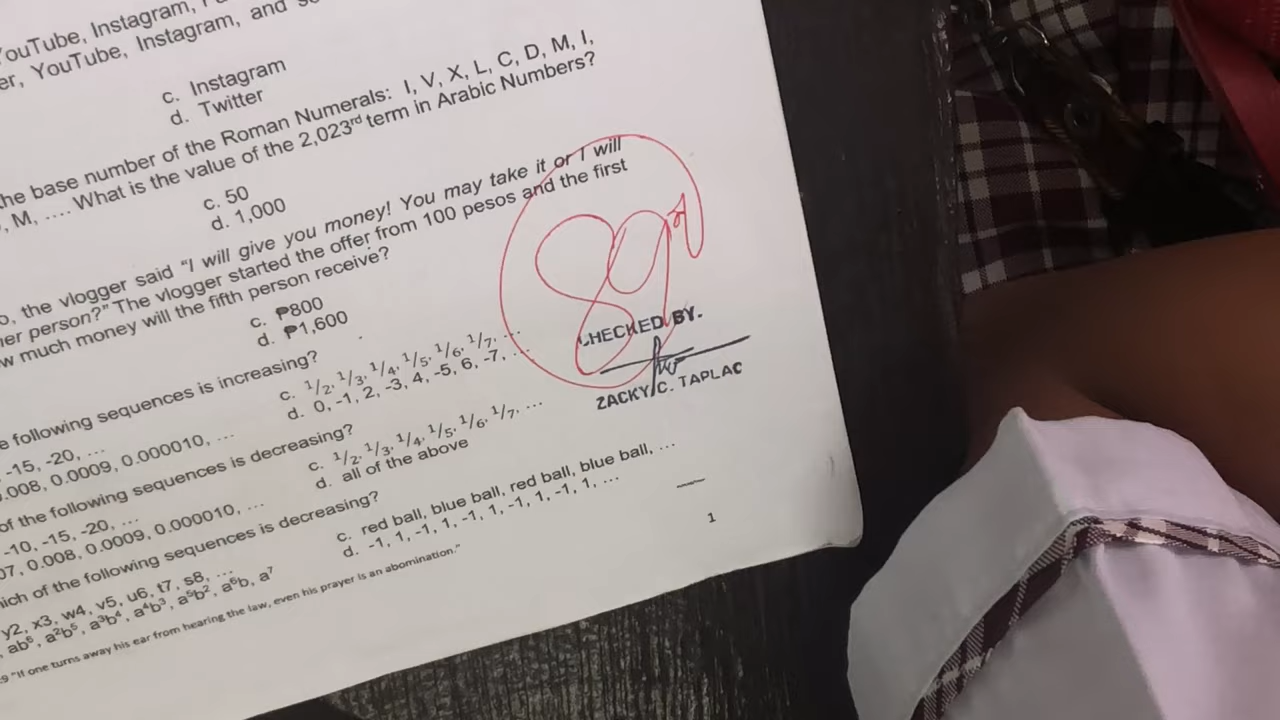 YouTube, Instagram,
er, YouTube, Instagram, and
c. Instagram
d. Twitter
the base number of the Roman Numerals: I, V, X, L, C, D, M, I,
, M, .... What is the value of the 2,023rd term in Arabic Numbers?
c. 50
d. 1,000
o, the vlogger said "I will give you money! You may take it or I will
her person?" The vlogger started the offer from 100 pesos and the first
w much money will the fifth person receive?
c. ₱800
d. ₱1,600
e following sequences is increasing?
c. 1/2, 1/3, 1/4, 1/5, 1/6, 1/7, ...
-15, -20, ...
d. 0, -1, 2, -3, 4, -5, 6, -7, ...
.008, 0.0009, 0.000010, ...
of the following sequences is decreasing?
c. 1/2, 1/3, 1/4, 1/5, 1/6, 1/7, ...
-10, -15, -20, ...
d. all of the above
07, 0.008, 0.0009, 0.000010, ...
hich of the following sequences is decreasing?
c. red ball, blue ball, red ball, blue ball, ...
y2, x3, w4, v5, u6, t7, s8, ...
d. -1, 1, -1, 1, -1, 1, -1, 1, -1, 1, ...
ab⁶, a²b⁵, a³b⁴, a⁴b³, a⁵b², a⁶b, a⁷
9 "If one turns away his ear from hearing the law, even his prayer is an abomination."
1
89
CHECKED BY.
ZACKY C. TAPLAC